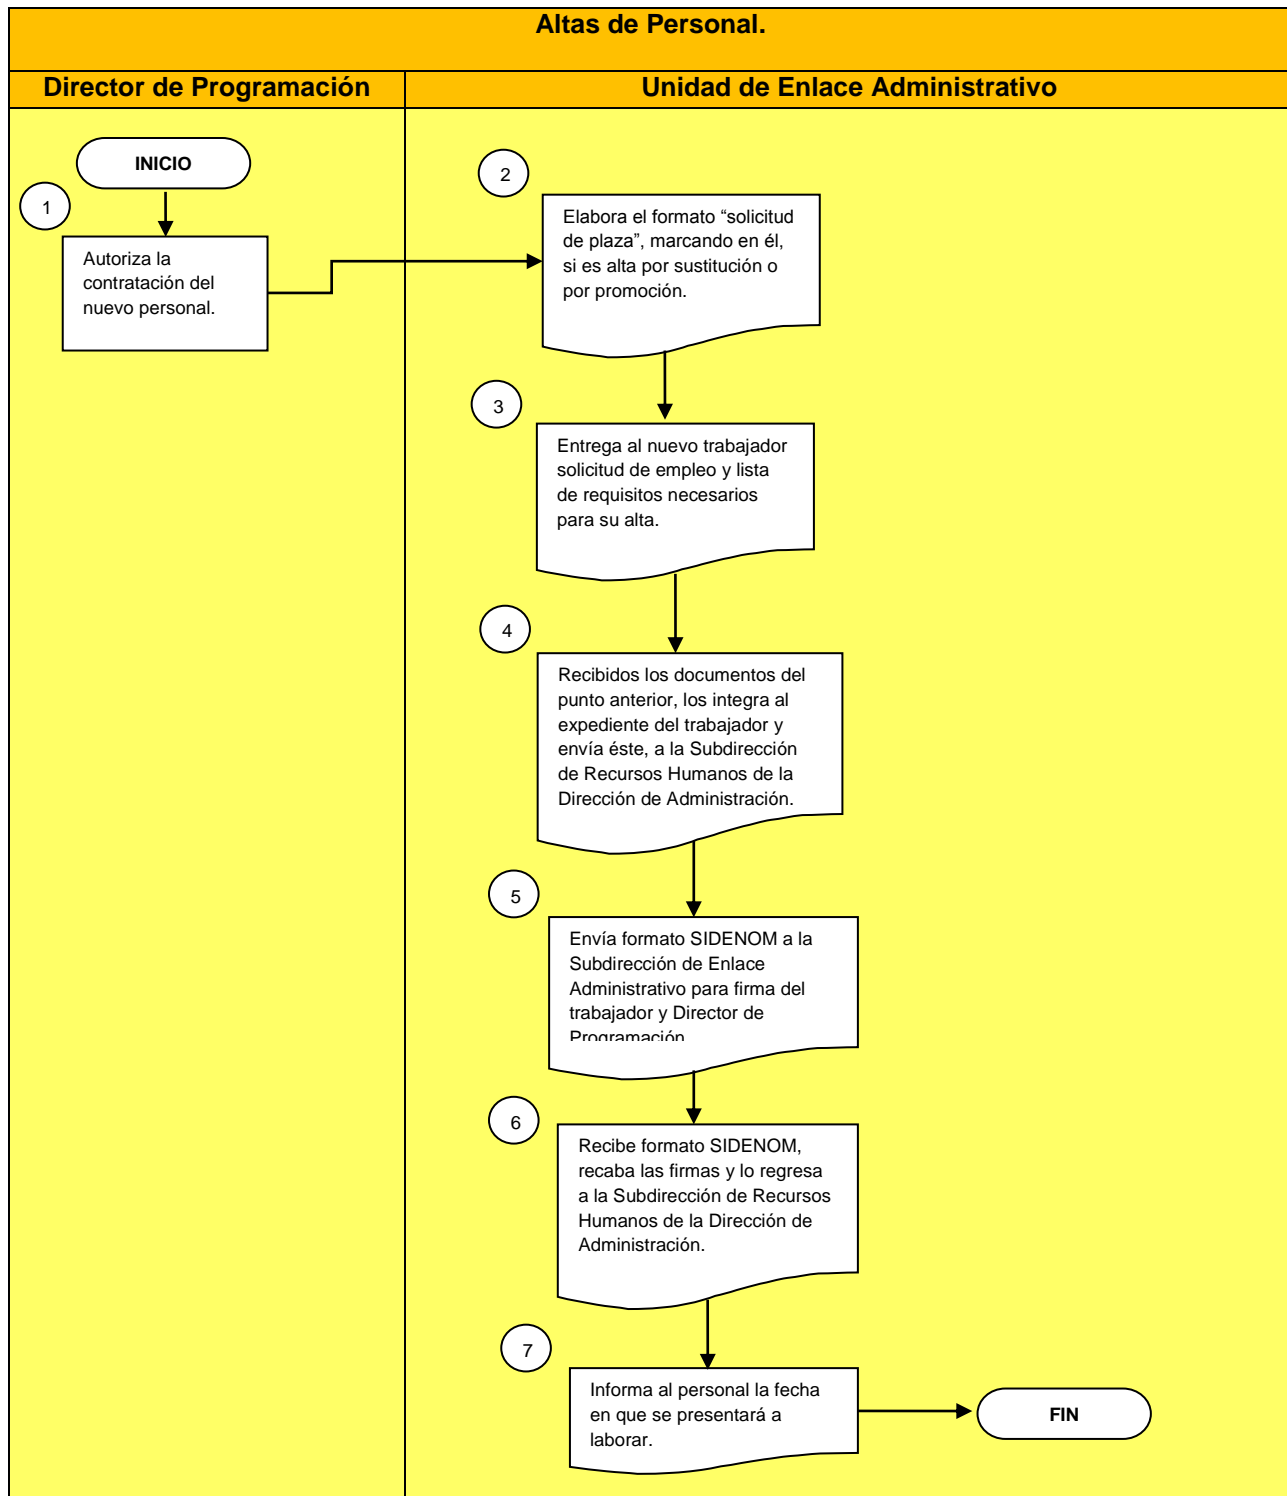 Altas de Personal.
Director de Programación
Unidad de Enlace Administrativo
INICIO
1
Autoriza la
contratación del
nuevo personal.
2
Elabora el formato “solicitud
de plaza”, marcando en él,
si es alta por sustitución o
por promoción.
3
Entrega al nuevo trabajador
solicitud de empleo y lista
de requisitos necesarios
para su alta.
4
Recibidos los documentos del
punto anterior, los integra al
expediente del trabajador y
envía éste, a la Subdirección
de Recursos Humanos de la
Dirección de Administración.
5
Envía formato SIDENOM a la
Subdirección de Enlace
Administrativo para firma del
trabajador y Director de
Programación
6
Recibe formato SIDENOM,
recaba las firmas y lo regresa
a la Subdirección de Recursos
Humanos de la Dirección de
Administración.
7
Informa al personal la fecha
en que se presentará a
laborar.
FIN